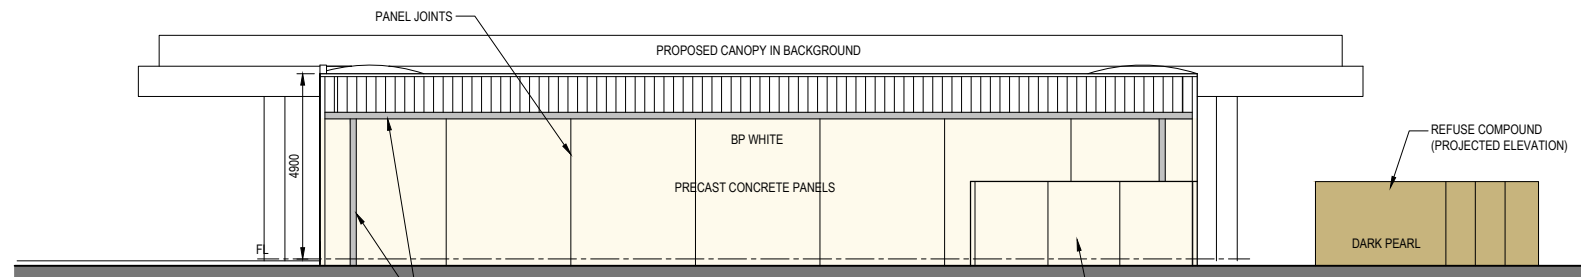 PANEL JOINTS
PROPOSED CANOPY IN BACKGROUND
BP WHITE
REFUSE COMPOUND
(PROJECTED ELEVATION)
4900
PRECAST CONCRETE PANELS
FL
DARK PEARL